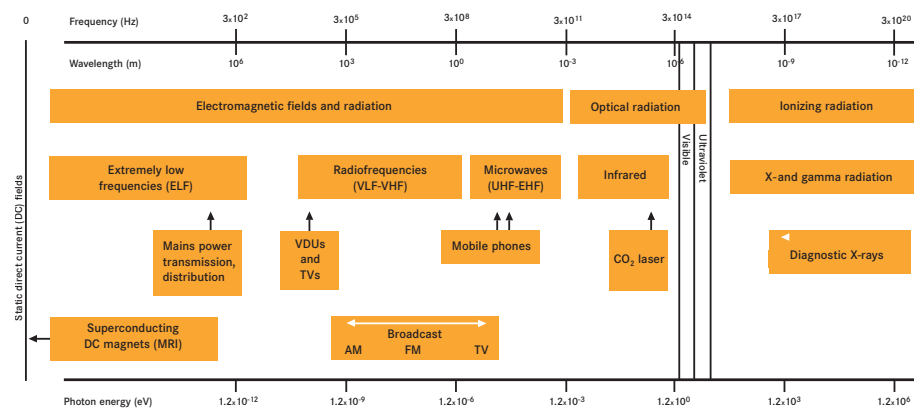 0 Frequency (Hz) 3x10² 3x10⁵ 3x10⁸ 3x10¹¹ 3x10¹⁴ 3x10¹⁷ 3x10²⁰
Wavelength (m) 10⁶ 10³ 10⁰ 10⁻³ 10⁻⁶ 10⁻⁹ 10⁻¹²
Electromagnetic fields and radiation Optical radiation Ionizing radiation
Visible
Ultraviolet
Static direct current (DC) fields
Extremely low
frequencies (ELF)
Radiofrequencies
(VLF-VHF)
Microwaves
(UHF-EHF)
Infrared
X-and gamma radiation
Mains power
transmission,
distribution
VDUs
and
TVs
Mobile phones
CO₂ laser
Diagnostic X-rays
Superconducting
DC magnets (MRI)
Broadcast
AM FM TV
Photon energy (eV) 1.2x10⁻¹² 1.2x10⁻⁹ 1.2x10⁻⁶ 1.2x10⁻³ 1.2x10⁰ 1.2x10³ 1.2x10⁶